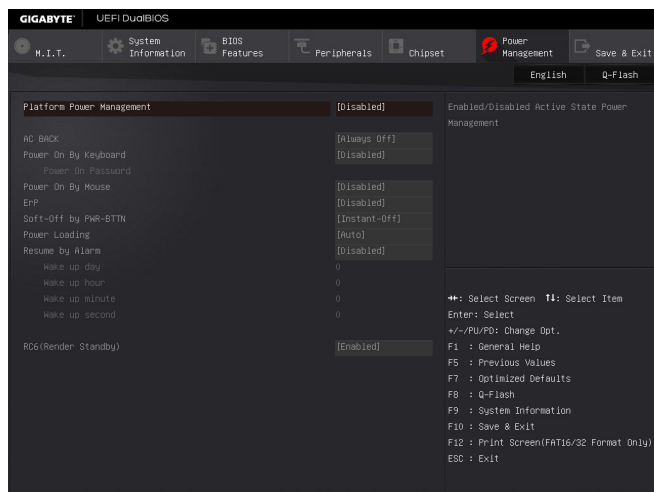 GIGABYTE™ UEFI DualBIOS
M.I.T.
System Information
BIOS Features
Peripherals
Chipset
Power Management
Save & Exit
English Q-Flash
Platform Power Management [Disabled]
AC BACK [Always Off]
Power On By Keyboard [Disabled]
Power On Password
Power On By Mouse [Disabled]
ErP [Disabled]
Soft-Off by PWR-BTTN [Instant-Off]
Power Loading [Auto]
Resume by Alarm [Disabled]
Wake up day 0
Wake up hour 0
Wake up minute 0
Wake up second 0
RC6(Render Standby) [Enabled]
Enabled/Disabled Active State Power
Management
→←: Select Screen ↑↓: Select Item
Enter: Select
+/-/PU/PD: Change Opt.
F1 : General Help
F5 : Previous Values
F7 : Optimized Defaults
F8 : Q-Flash
F9 : System Information
F10 : Save & Exit
F12 : Print Screen(FAT16/32 Format Only)
ESC : Exit